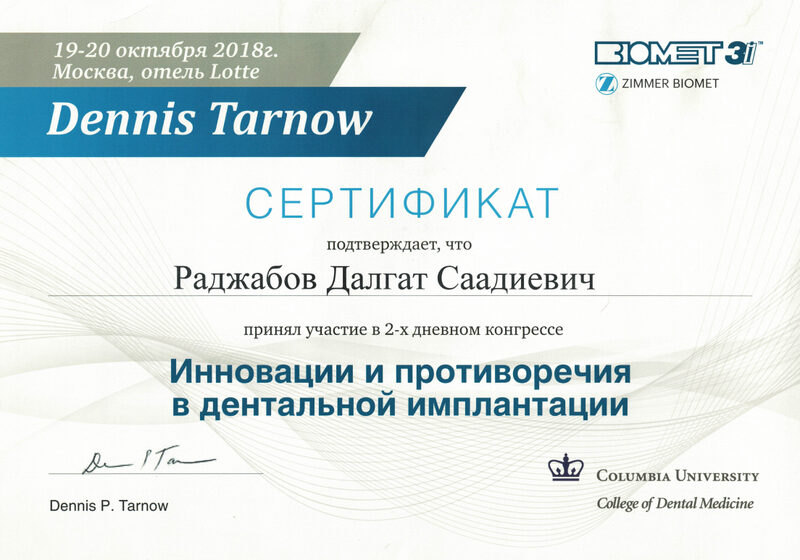 19-20 октября 2018г.
Москва, отель Lotte
Dennis Tarnow
BIOMET 3i™
ZIMMER BIOMET
СЕРТИФИКАТ
подтверждает, что
Раджабов Далгат Саадиевич
принял участие в 2-х дневном конгрессе
Инновации и противоречия
в дентальной имплантации
Dennis P. Tarnow
COLUMBIA UNIVERSITY
College of Dental Medicine